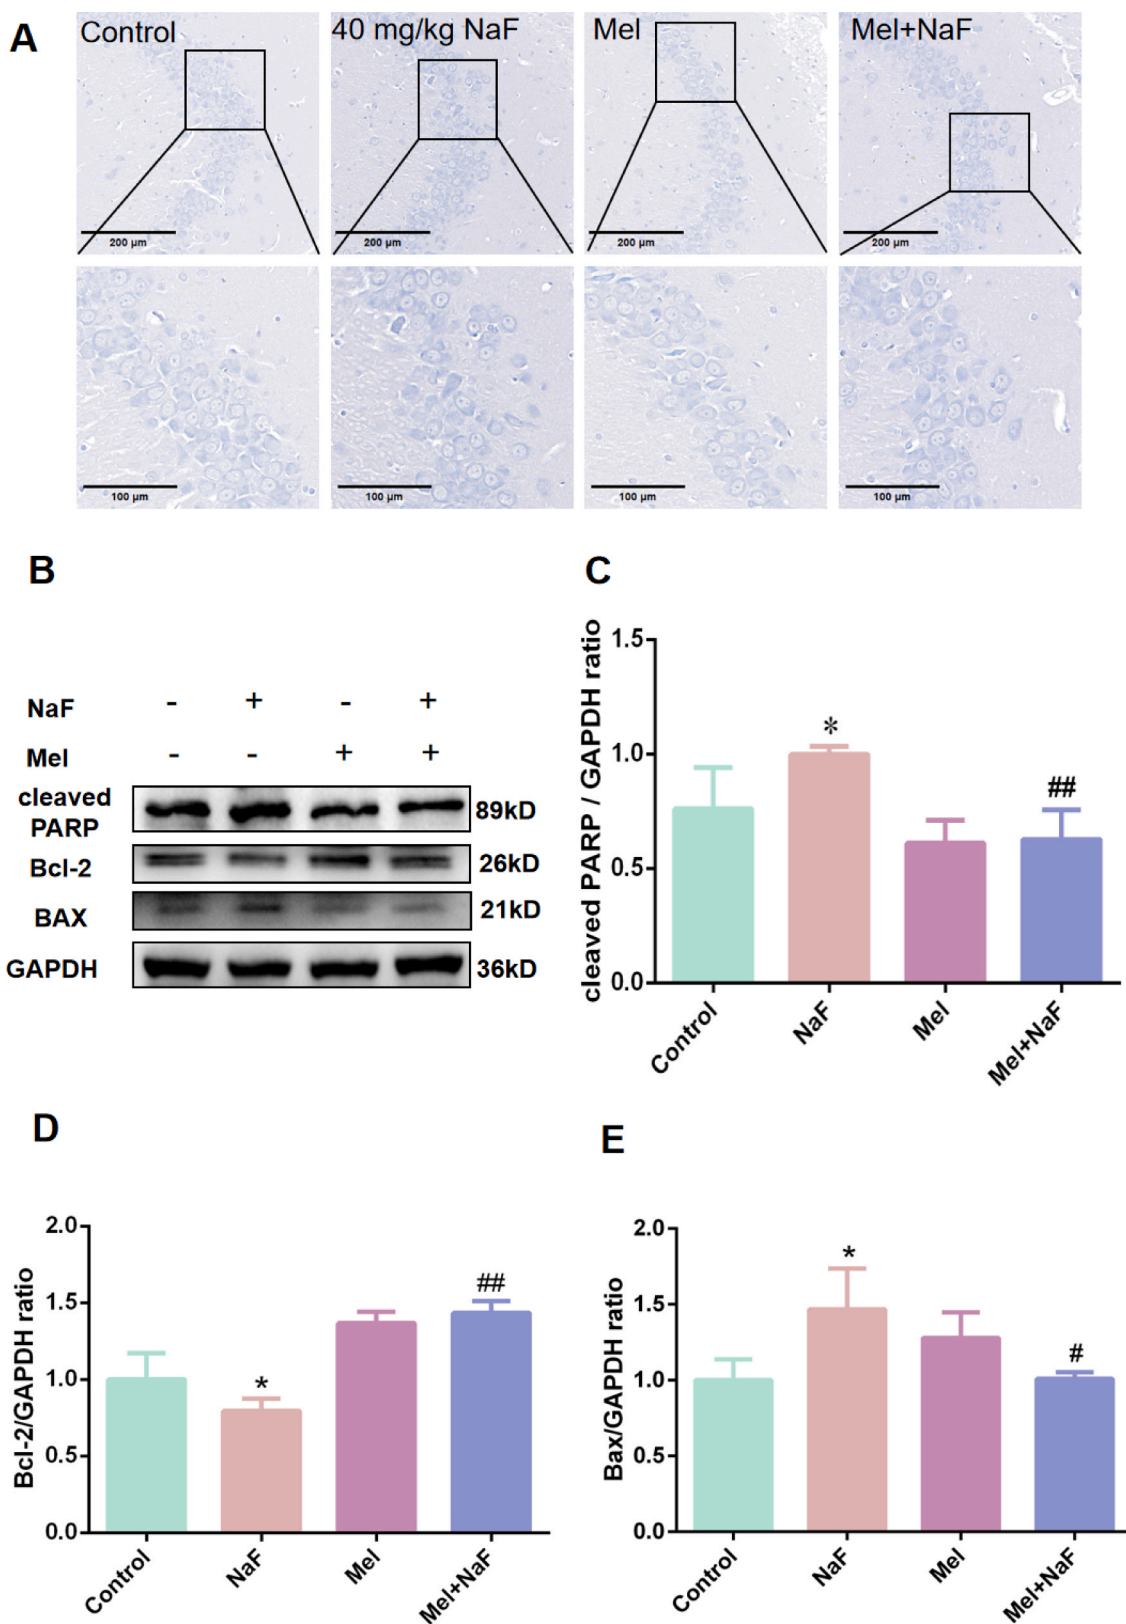 A
Control
40 mg/kg NaF
Mel
Mel+NaF
200 µm
200 µm
200 µm
200 µm
100 µm
100 µm
100 µm
100 µm
B
NaF - + - +
Mel - - + +
cleaved
PARP
89kD
Bcl-2
26kD
BAX
21kD
GAPDH
36kD
C
cleaved PARP / GAPDH ratio
1.5
1.0
0.5
0.0
*
##
Control
NaF
Mel
Mel+NaF
D
Bcl-2/GAPDH ratio
2.0
1.5
1.0
0.5
0.0
*
##
Control
NaF
Mel
Mel+NaF
E
Bax/GAPDH ratio
2.0
1.5
1.0
0.5
0.0
*
#
Control
NaF
Mel
Mel+NaF